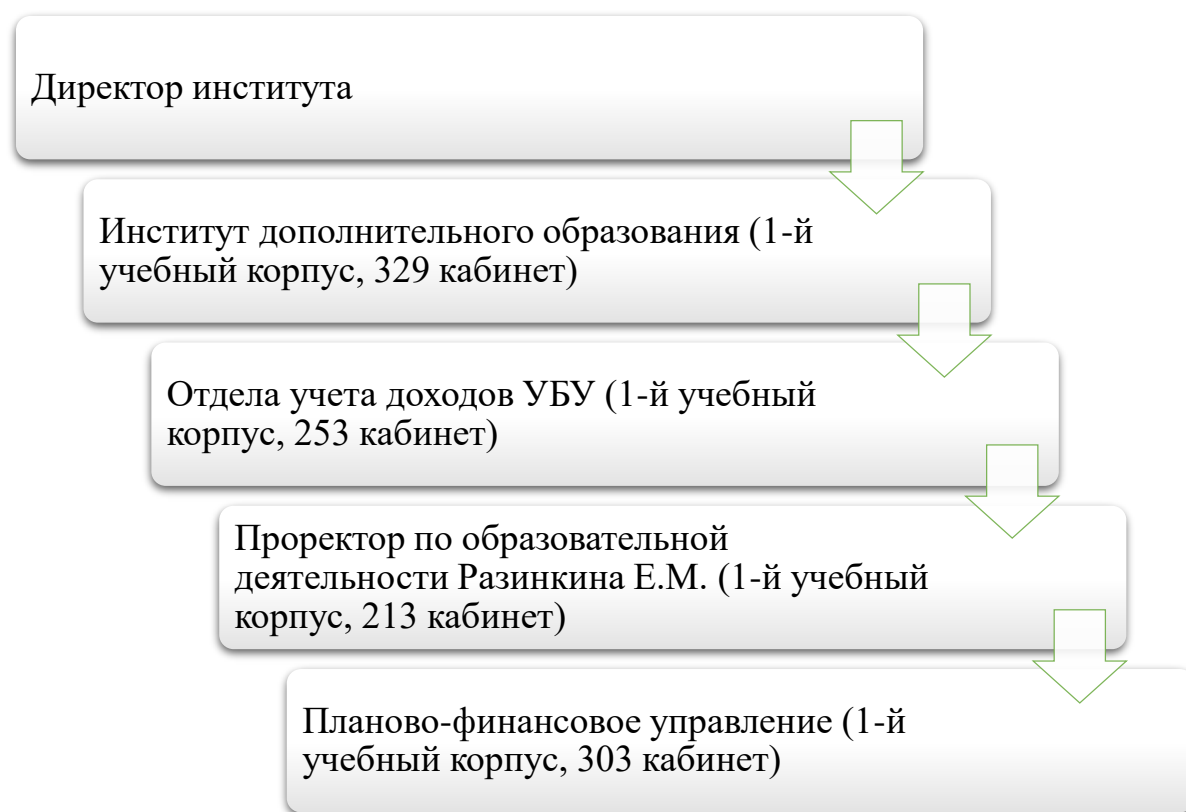 Директор института
Институт дополнительного образования (1-й
учебный корпус, 329 кабинет)
Отдела учета доходов УБУ (1-й учебный
корпус, 253 кабинет)
Проректор по образовательной
деятельности Разинкина Е.М. (1-й учебный
корпус, 213 кабинет)
Планово-финансовое управление (1-й
учебный корпус, 303 кабинет)